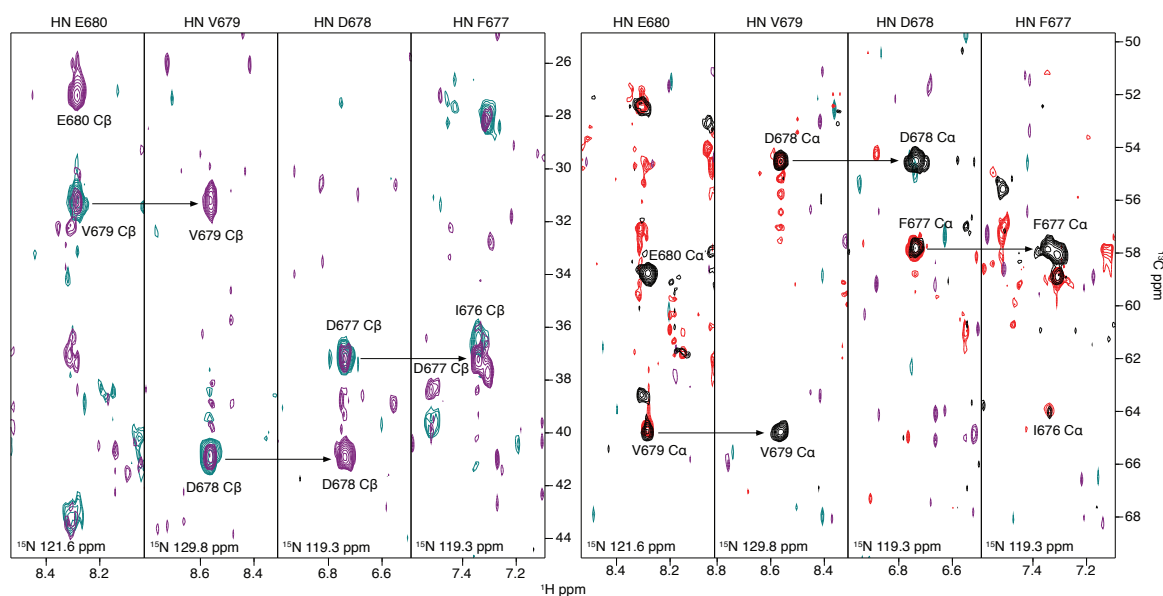 HN E680 HN V679 HN D678 HN F677
26
28
30
32
34
36
38
40
42
44
E680 Cβ
V679 Cβ
V679 Cβ
I676 Cβ
D677 Cβ
D677 Cβ
D678 Cβ
D678 Cβ
¹⁵N 121.6 ppm ¹⁵N 129.8 ppm ¹⁵N 119.3 ppm ¹⁵N 119.3 ppm
8.4 8.2 8.6 8.4 6.8 6.6 7.4 7.2
HN E680 HN V679 HN D678 HN F677
50
52
54
56
58
60
62
64
66
68
¹³C ppm
D678 Cα D678 Cα
F677 Cα F677 Cα
E680 Cα
I676 Cα
V679 Cα V679 Cα
¹⁵N 121.6 ppm ¹⁵N 129.8 ppm ¹⁵N 119.3 ppm ¹⁵N 119.3 ppm
8.4 8.2 8.8 8.6 8.4 6.8 6.6 7.4 7.2
¹H ppm